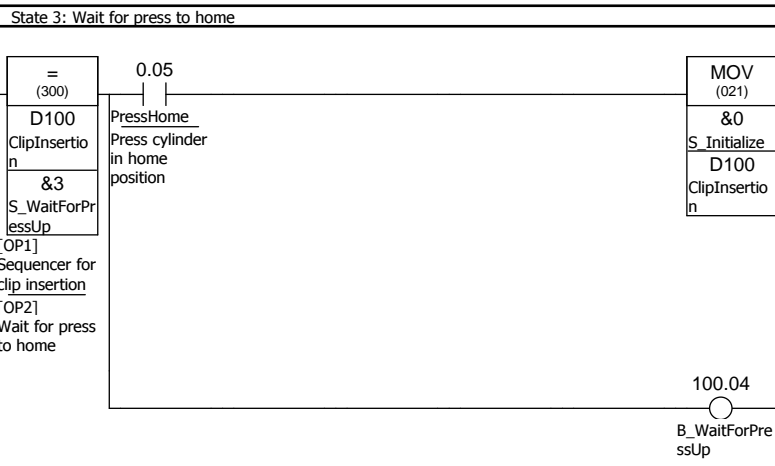 State 3: Wait for press to home
=
(300)
D100
ClipInsertio
n
&3
S_WaitForPr
essUp
[OP1]
Sequencer for
clip insertion
[OP2]
Wait for press
to home
0.05
PressHome
Press cylinder
in home
position
MOV
(021)
&0
S_Initialize
D100
ClipInsertio
n
100.04
B_WaitForPre
ssUp